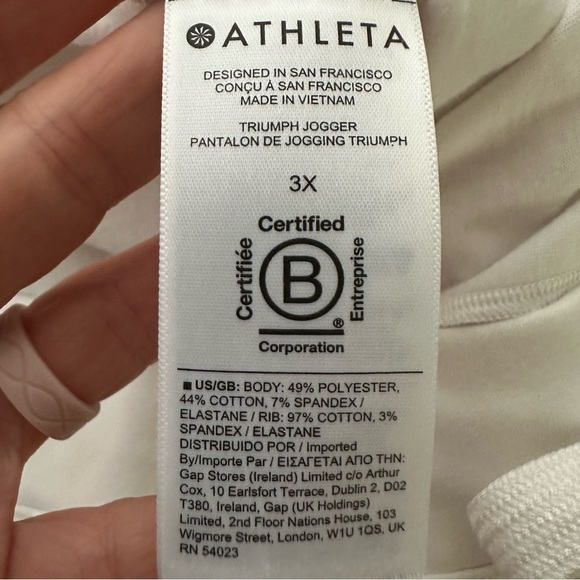 ATHLETA
DESIGNED IN SAN FRANCISCO
CONÇU À SAN FRANCISCO
MADE IN VIETNAM
TRIUMPH JOGGER
PANTALON DE JOGGING TRIUMPH
3X
Certified
Certifiée
B
Entreprise
®
Corporation
■ US/GB: BODY: 49% POLYESTER,
44% COTTON, 7% SPANDEX /
ELASTANE / RIB: 97% COTTON, 3%
SPANDEX / ELASTANE
DISTRIBUIDO POR / Imported
By/Importe Par / ΕΙΣΑΓΕΤΑΙ ΑΠΟ ΤΗΝ:
Gap Stores (Ireland) Limited c/o Arthur
Cox, 10 Earlsfort Terrace, Dublin 2, D02
T380, Ireland, Gap (UK Holdings)
Limited, 2nd Floor Nations House, 103
Wigmore Street, London, W1U 1QS, UK
RN 54023